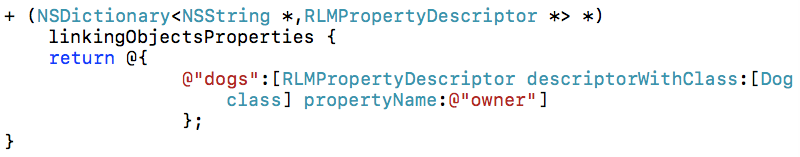 + (NSDictionary<NSString *,RLMPropertyDescriptor *> *)
linkingObjectsProperties {
return @{
@"dogs":[RLMPropertyDescriptor descriptorWithClass:[Dog
class] propertyName:@"owner"]
};
}